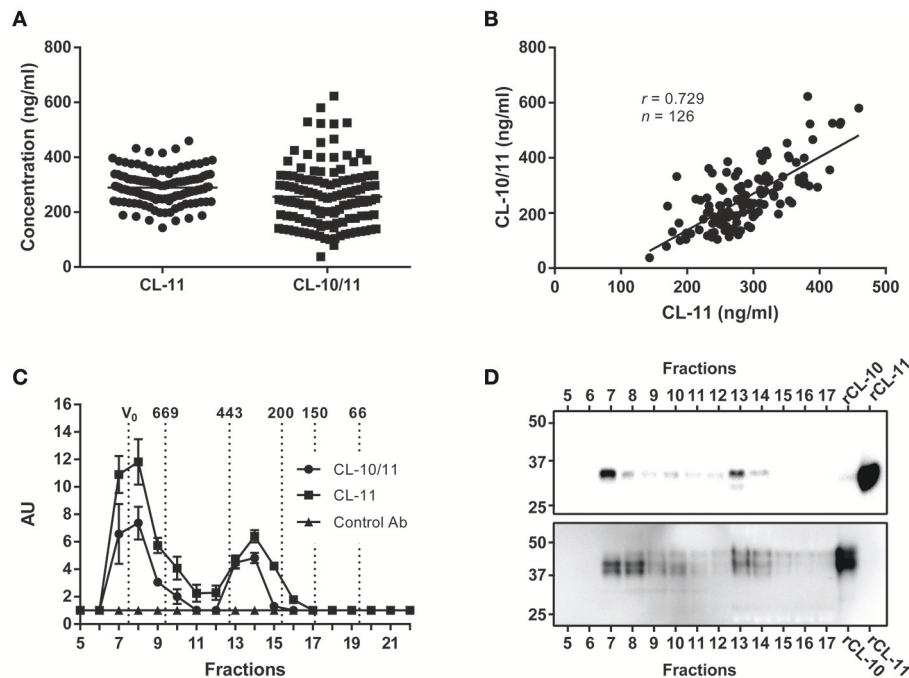 A
800
600
400
200
0
Concentration (ng/ml)
CL-11 CL-10/11
B
800
600
400
200
0
CL-10/11 (ng/ml)
r = 0.729
n = 126
0 100 200 300 400 500
CL-11 (ng/ml)
C
16
14
12
10
8
6
4
2
0
AU
V0 669 443 200 150 66
CL-10/11
CL-11
Control Ab
5 7 9 11 13 15 17 19 21
Fractions
D
Fractions
5 6 7 8 9 10 11 12 13 14 15 16 17 rCL-10 rCL-11
50
37
25
50
37
25
5 6 7 8 9 10 11 12 13 14 15 16 17 rCL-10 rCL-11
Fractions